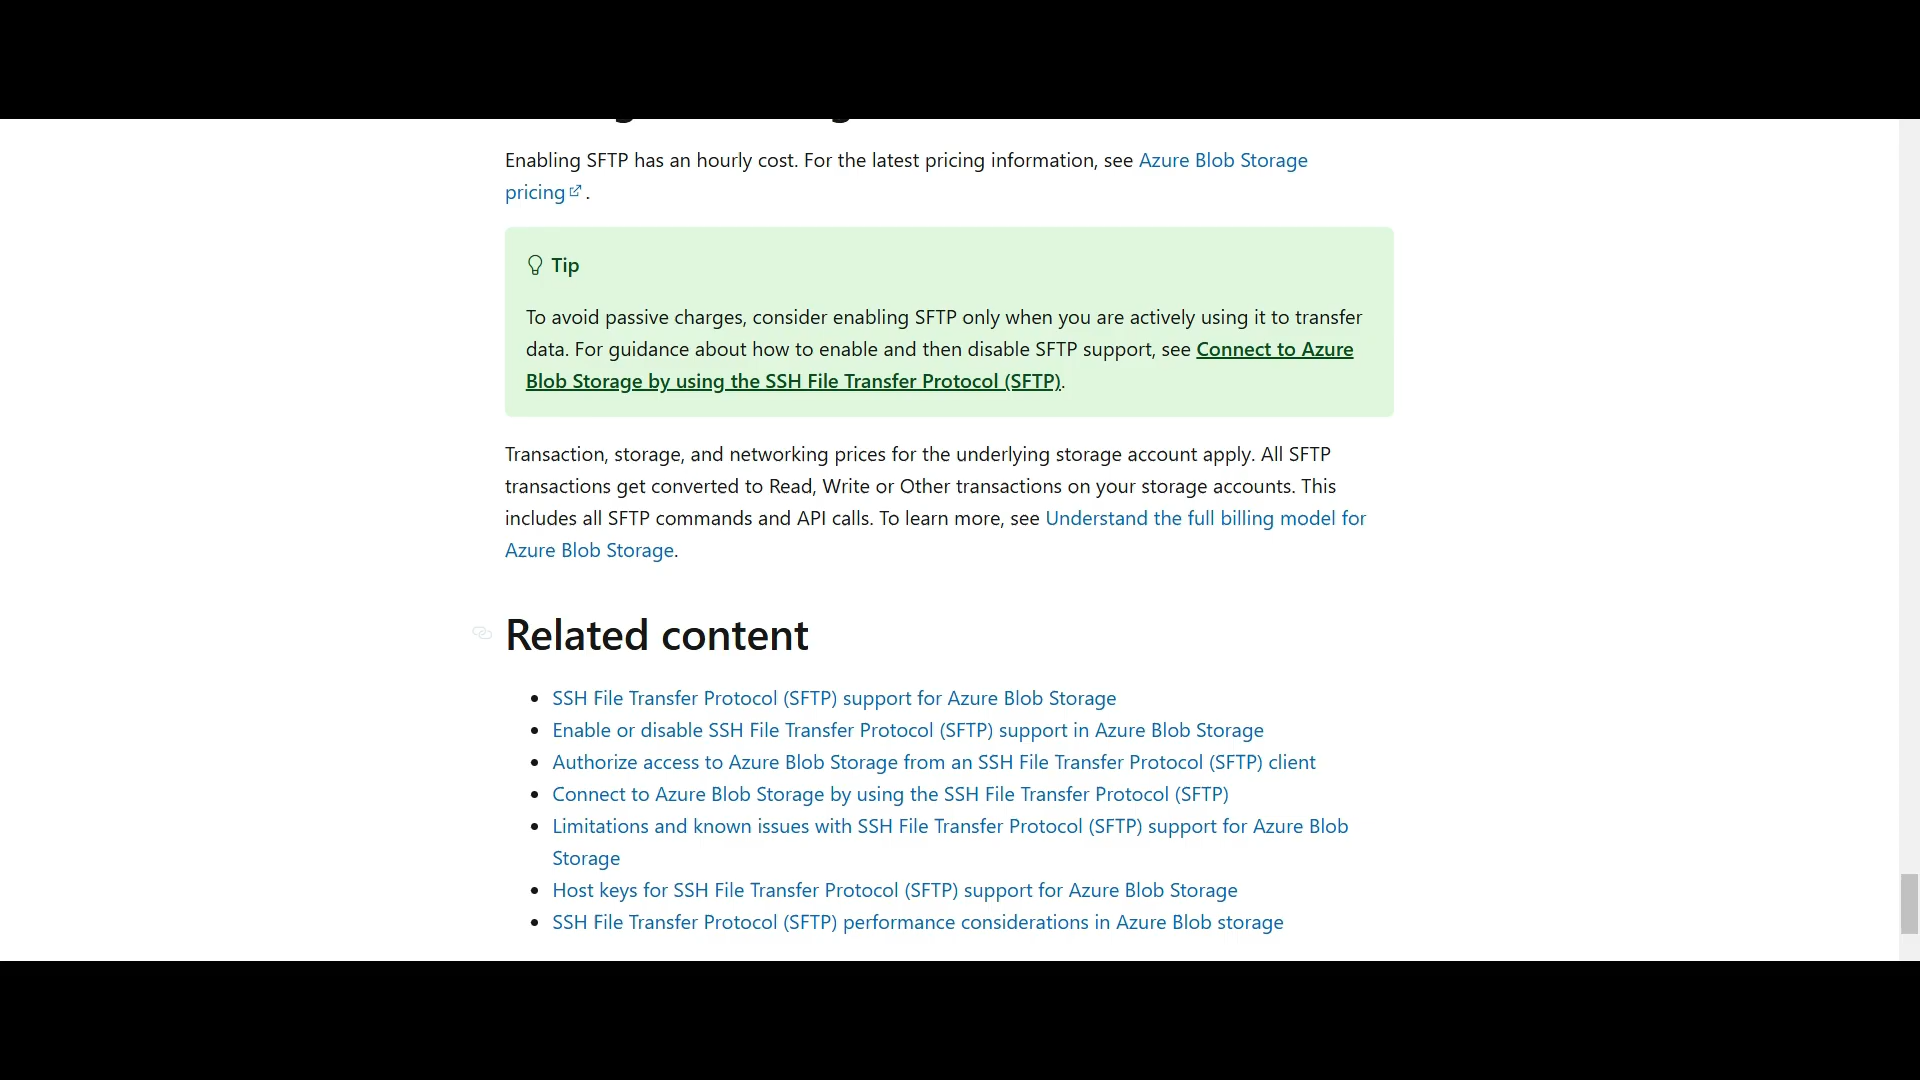 Enabling SFTP has an hourly cost. For the latest pricing information, see Azure Blob Storage
pricing .
Tip
To avoid passive charges, consider enabling SFTP only when you are actively using it to transfer
data. For guidance about how to enable and then disable SFTP support, see Connect to Azure
Blob Storage by using the SSH File Transfer Protocol (SFTP).
Transaction, storage, and networking prices for the underlying storage account apply. All SFTP
transactions get converted to Read, Write or Other transactions on your storage accounts. This
includes all SFTP commands and API calls. To learn more, see Understand the full billing model for
Azure Blob Storage.
Related content
• SSH File Transfer Protocol (SFTP) support for Azure Blob Storage
• Enable or disable SSH File Transfer Protocol (SFTP) support in Azure Blob Storage
• Authorize access to Azure Blob Storage from an SSH File Transfer Protocol (SFTP) client
• Connect to Azure Blob Storage by using the SSH File Transfer Protocol (SFTP)
• Limitations and known issues with SSH File Transfer Protocol (SFTP) support for Azure Blob
Storage
• Host keys for SSH File Transfer Protocol (SFTP) support for Azure Blob Storage
• SSH File Transfer Protocol (SFTP) performance considerations in Azure Blob storage